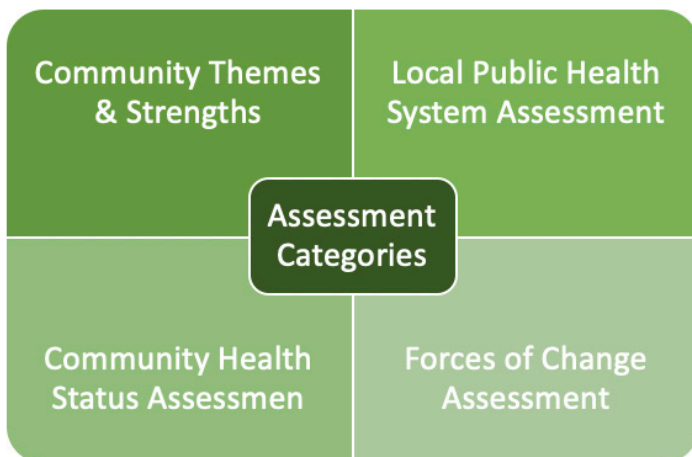 Community Themes
& Strengths
Local Public Health
System Assessment
Assessment
Categories
Community Health
Status Assessmen
Forces of Change
Assessment